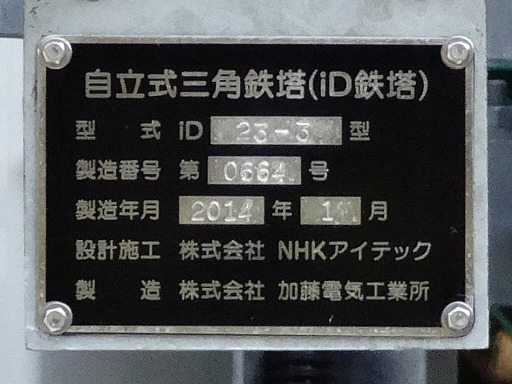 自立式三角鉄塔(iD鉄塔)
型 式 iD 23-3 型
製造番号 第 0664 号
製造年月 2014 年 1 月
設計施工 株式会社 NHKアイテック
製 造 株式会社 加藤電気工業所